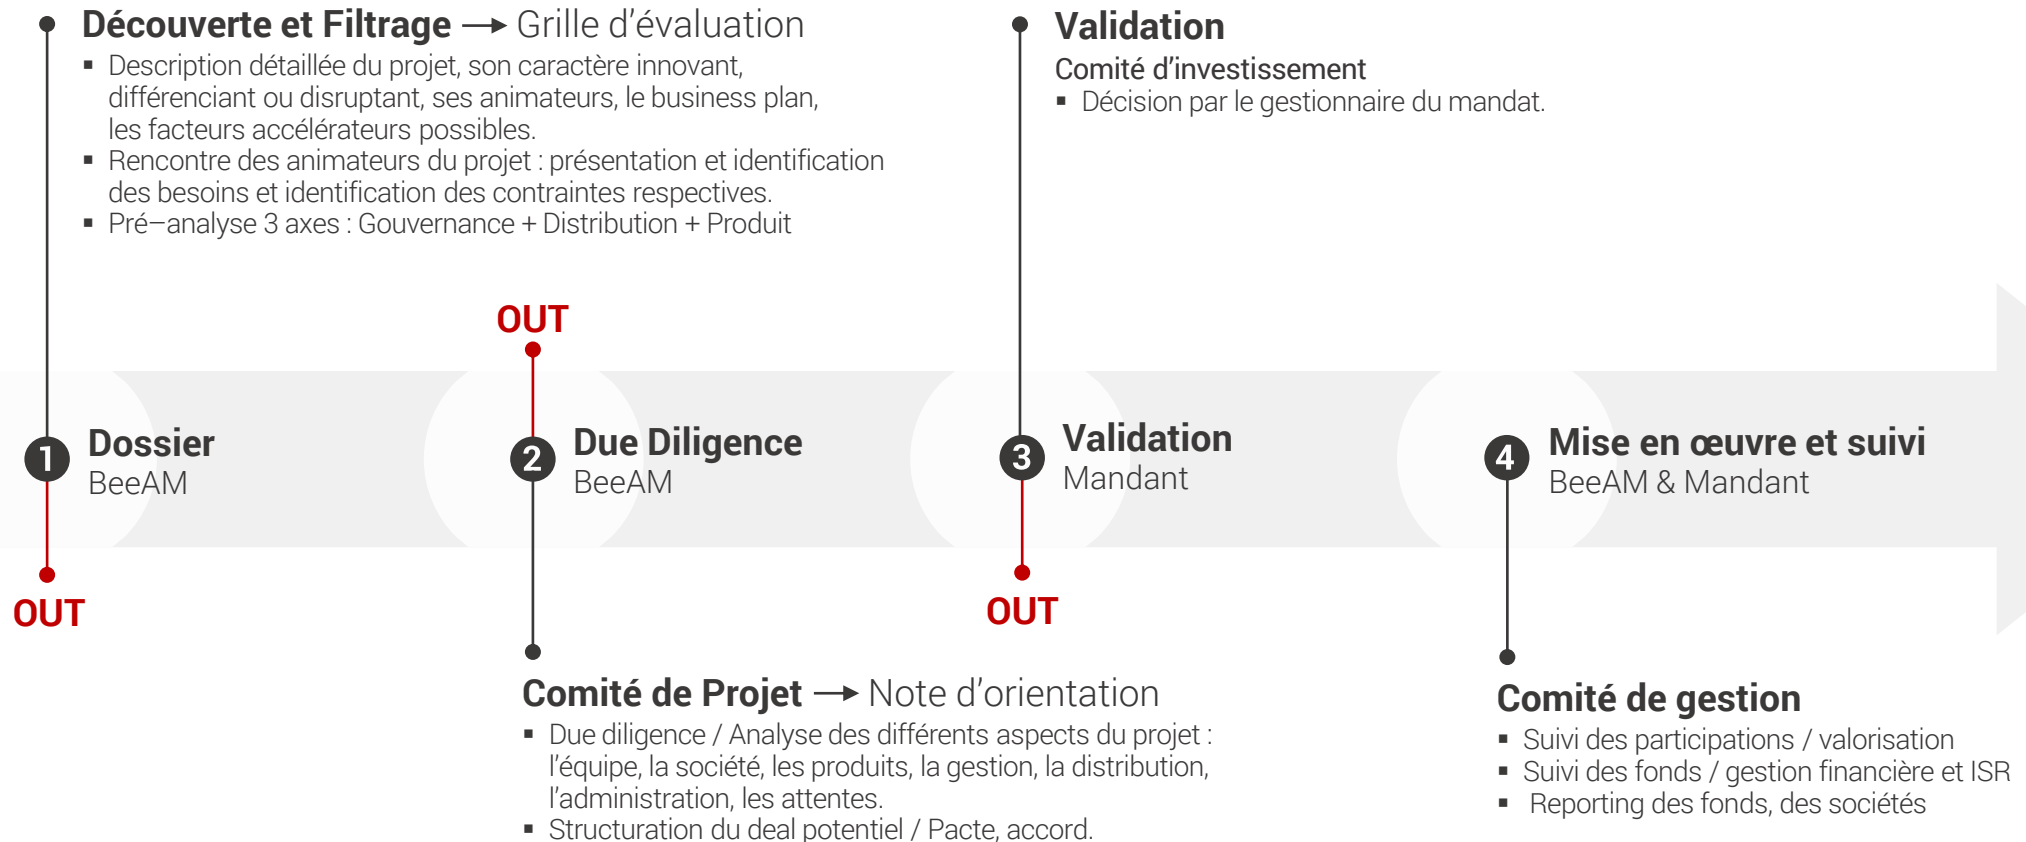 Découverte et Filtrage → Grille d’évaluation
▪ Description détaillée du projet, son caractère innovant,
différenciant ou disruptant, ses animateurs, le business plan,
les facteurs accélérateurs possibles.
▪ Rencontre des animateurs du projet : présentation et identification
des besoins et identification des contraintes respectives.
▪ Pré–analyse 3 axes : Gouvernance + Distribution + Produit
Validation
Comité d’investissement
▪ Décision par le gestionnaire du mandat.
OUT
1 Dossier
BeeAM
2 Due Diligence
BeeAM
3 Validation
Mandant
4 Mise en œuvre et suivi
BeeAM & Mandant
OUT
OUT
Comité de Projet → Note d’orientation
▪ Due diligence / Analyse des différents aspects du projet :
l’équipe, la société, les produits, la gestion, la distribution,
l’administration, les attentes.
▪ Structuration du deal potentiel / Pacte, accord.
Comité de gestion
▪ Suivi des participations / valorisation
▪ Suivi des fonds / gestion financière et ISR
▪ Reporting des fonds, des sociétés